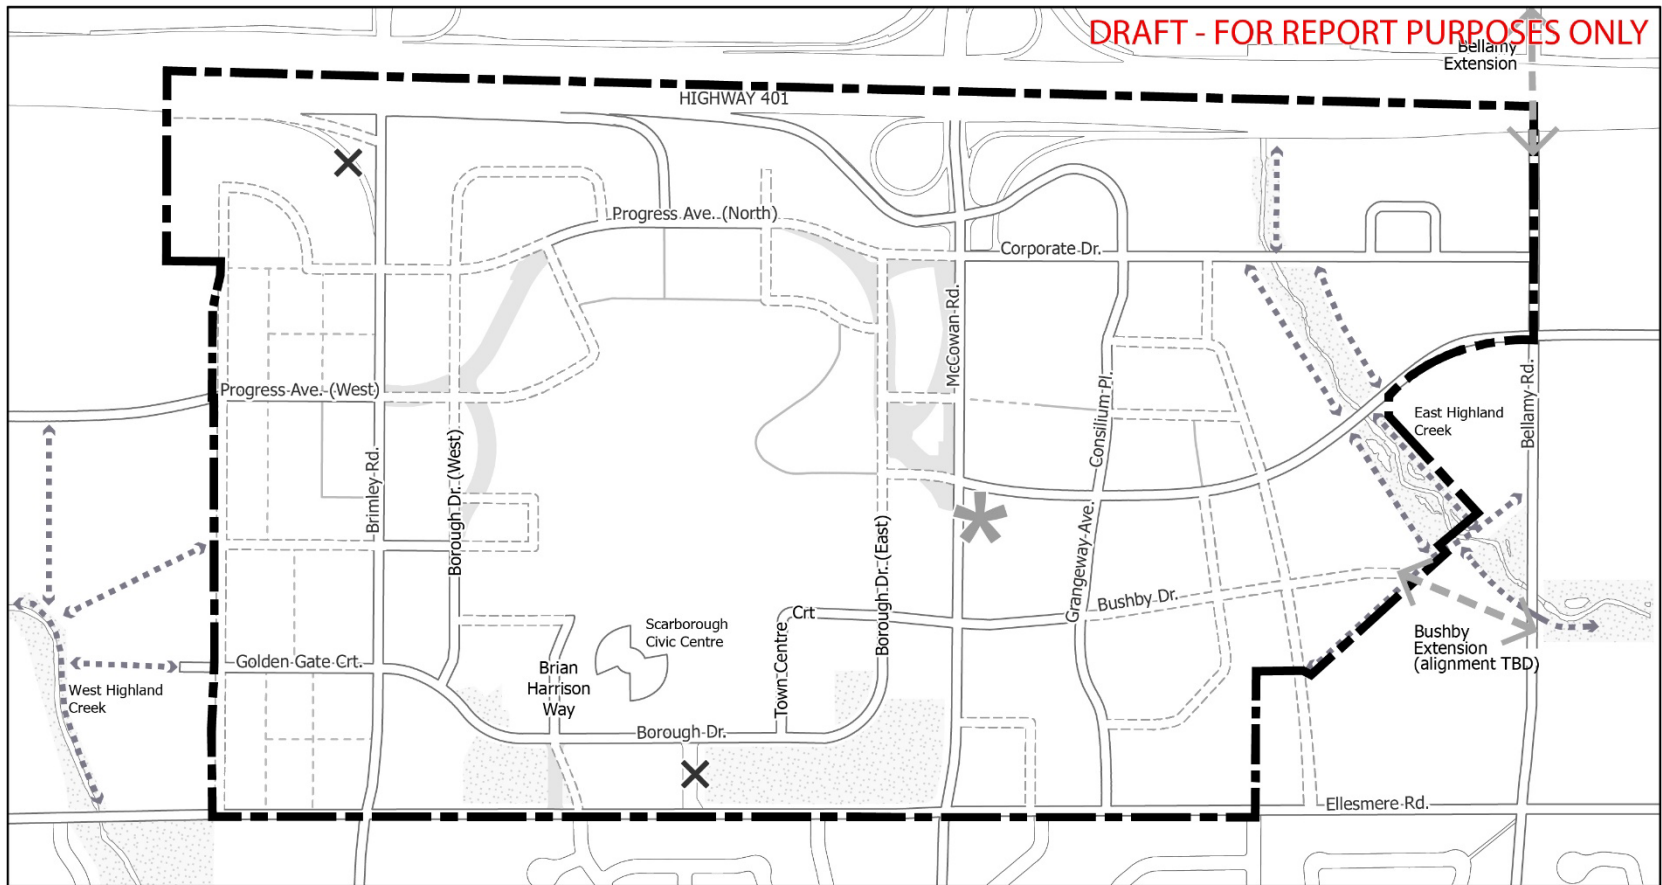 DRAFT - FOR REPORT PURPOSES ONLY
Bellamy
Extension
HIGHWAY 401
Progress Ave. (North)
Corporate Dr.
McCowan Rd.
Progress Ave. (West)
Consilium Pl.
Bellamy Rd.
East Highland
Creek
Brimley Rd.
Borough Dr. (West)
Borough Dr. (East)
Grangeway Ave.
Bushby Dr.
Town Centre
Crt
Scarborough
Civic Centre
Bushby
Extension
(alignment TBD)
Golden Gate Crt.
Brian
Harrison
Way
West Highland
Creek
Borough Dr.
Ellesmere Rd.